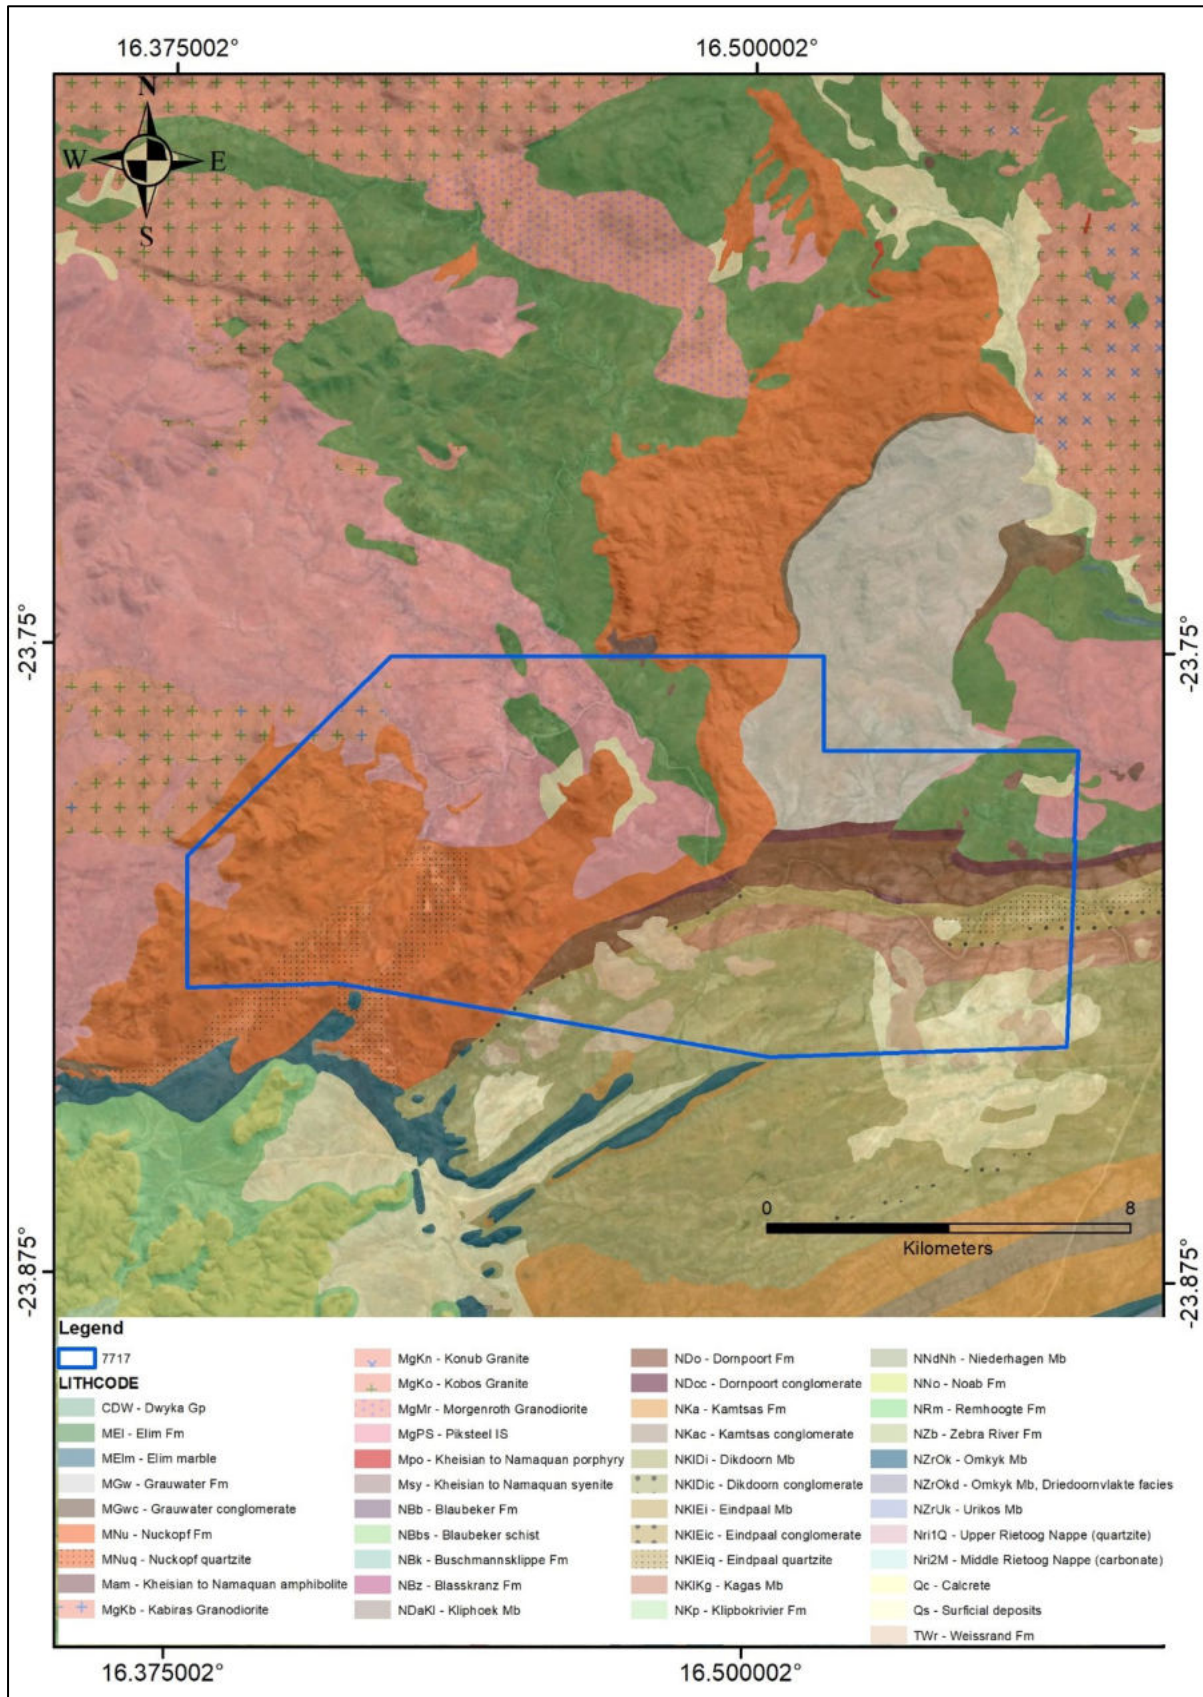 16.375002° 16.500002°
N
W E
S
-23.75° -23.75°
0 8
Kilometers
-23.875° -23.875°
Legend
7717
LITHCODE
CDW - Dwyka Gp
MEl - Elim Fm
MElm - Elim marble
MGw - Grauwater Fm
MGwc - Grauwater conglomerate
MNu - Nuckopf Fm
MNuq - Nuckopf quartzite
Mam - Kheisian to Namaquan amphibolite
MgKb - Kabiras Granodiorite
MgKn - Konub Granite
MgKo - Kobos Granite
MgMr - Morgenroth Granodiorite
MgPS - Piksteel IS
Mpo - Kheisian to Namaquan porphyry
Msy - Kheisian to Namaquan syenite
NBb - Blaubeker Fm
NBbs - Blaubeker schist
NBk - Buschmannsklippe Fm
NBz - Blasskranz Fm
NDaKl - Kliphoek Mb
NDo - Dornpoort Fm
NDoc - Dornpoort conglomerate
NKa - Kamtsas Fm
NKac - Kamtsas conglomerate
NKlDi - Dikdoorn Mb
NKlDic - Dikdoorn conglomerate
NKlEi - Eindpaal Mb
NKlEic - Eindpaal conglomerate
NKlEiq - Eindpaal quartzite
NKlKg - Kagas Mb
NKp - Klipbokrivier Fm
NNdNh - Niederhagen Mb
NNo - Noab Fm
NRm - Remhoogte Fm
NZb - Zebra River Fm
NZrOk - Omkyk Mb
NZrOkd - Omkyk Mb, Driedoornvlakte facies
NZrUk - Urikos Mb
Nri1Q - Upper Rietoog Nappe (quartzite)
Nri2M - Middle Rietoog Nappe (carbonate)
Qc - Calcrete
Qs - Surficial deposits
TWr - Weissrand Fm
16.375002° 16.500002°